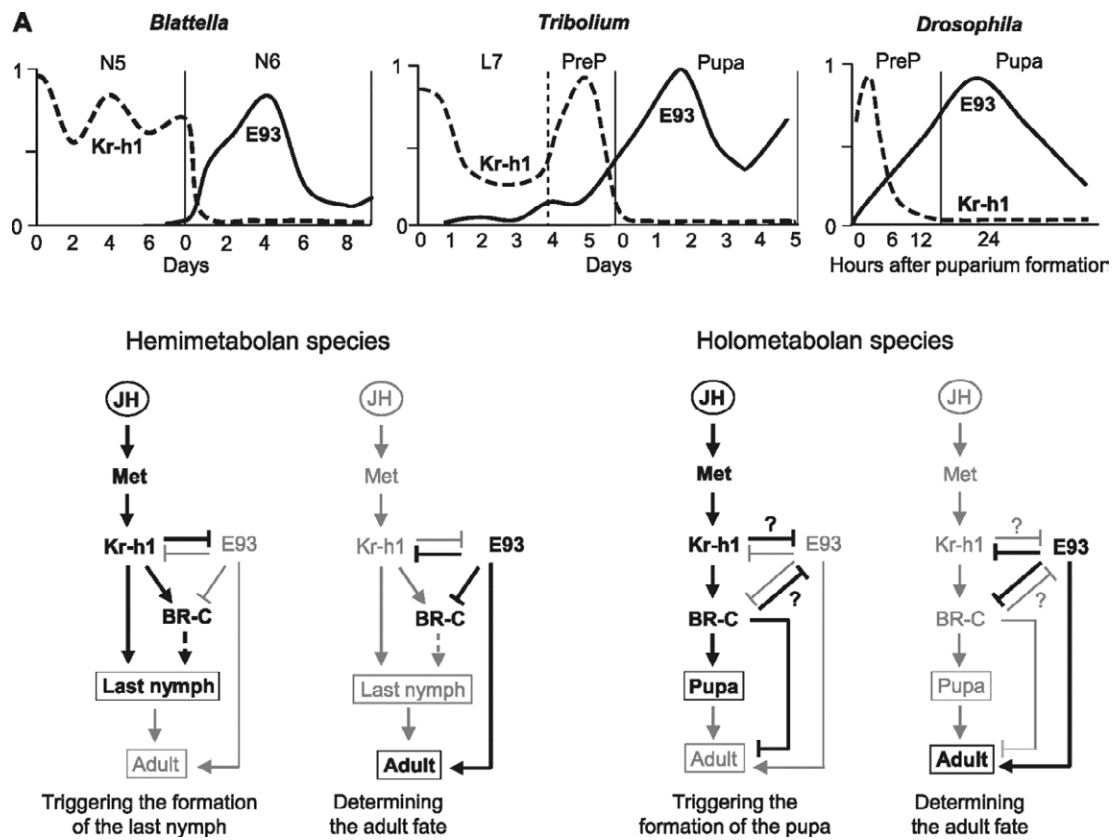 A
Blattella
Tribolium
Drosophila
N5
N6
L7
PreP
Pupa
PreP
Pupa
1
Kr-h1
E93
0
0 2 4 6 0 2 4 6 8
Days
1
Kr-h1
E93
0
0 1 2 3 4 5 0 1 2 3 4 5
Days
1
E93
Kr-h1
0
0 6 12 24
Hours after puparium formation
Hemimetabolan species
Holometabolan species
JH
Met
Kr-h1
E93
BR-C
Last nymph
Adult
Triggering the formation
of the last nymph
JH
Met
Kr-h1
E93
BR-C
Last nymph
Adult
Determining
the adult fate
JH
Met
?
Kr-h1
E93
?
BR-C
Pupa
Adult
Triggering the
formation of the pupa
JH
Met
?
Kr-h1
E93
?
BR-C
Pupa
Adult
Determining
the adult fate